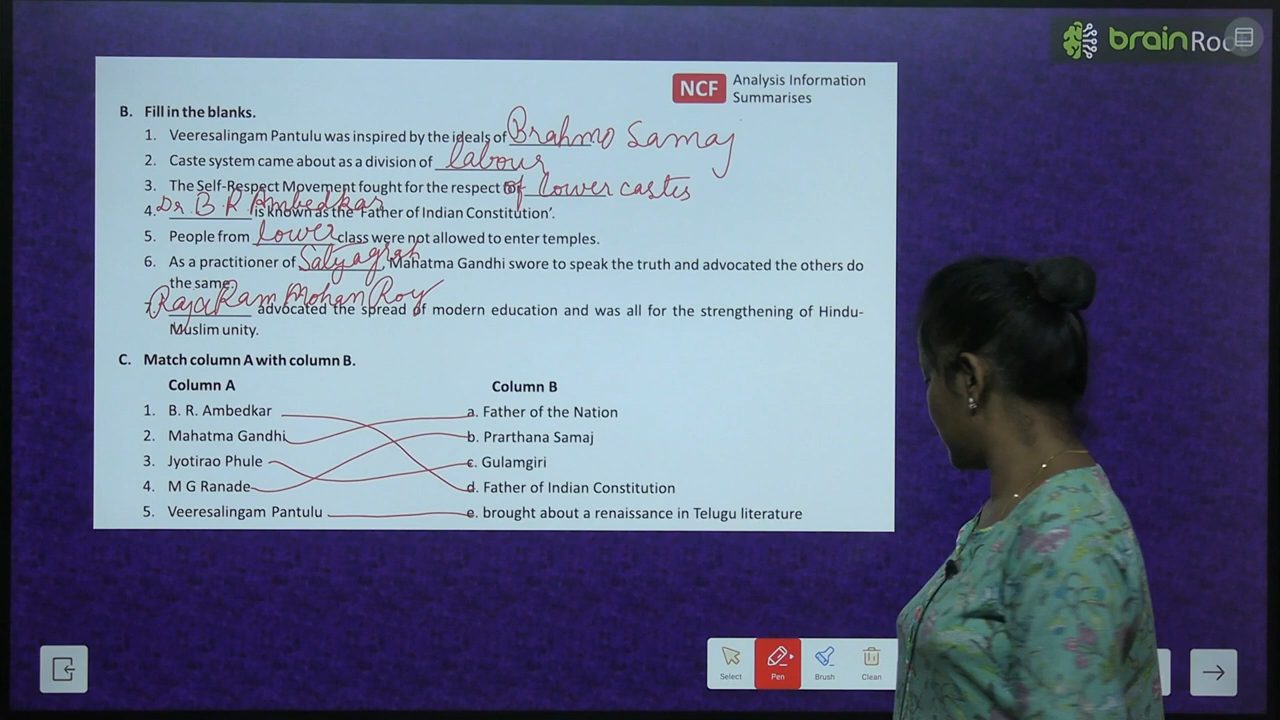 brainRoo
NCF Analysis Information
Summarises
B. Fill in the blanks.
1. Veeresalingam Pantulu was inspired by the ideals of Brahmo Samaj
2. Caste system came about as a division of labour
3. The Self-Respect Movement fought for the respect of lower castes
4. Dr. B R Ambedkar is known as the 'Father of Indian Constitution'.
5. People from lower class were not allowed to enter temples.
6. As a practitioner of Satyagrah, Mahatma Gandhi swore to speak the truth and advocated the others do
the same.
Raja Ram Mohan Roy advocated the spread of modern education and was all for the strengthening of Hindu-
Muslim unity.
C. Match column A with column B.
Column A Column B
1. B. R. Ambedkar a. Father of the Nation
2. Mahatma Gandhi b. Prarthana Samaj
3. Jyotirao Phule c. Gulamgiri
4. M G Ranade d. Father of Indian Constitution
5. Veeresalingam Pantulu e. brought about a renaissance in Telugu literature
Select Pen Brush Clean